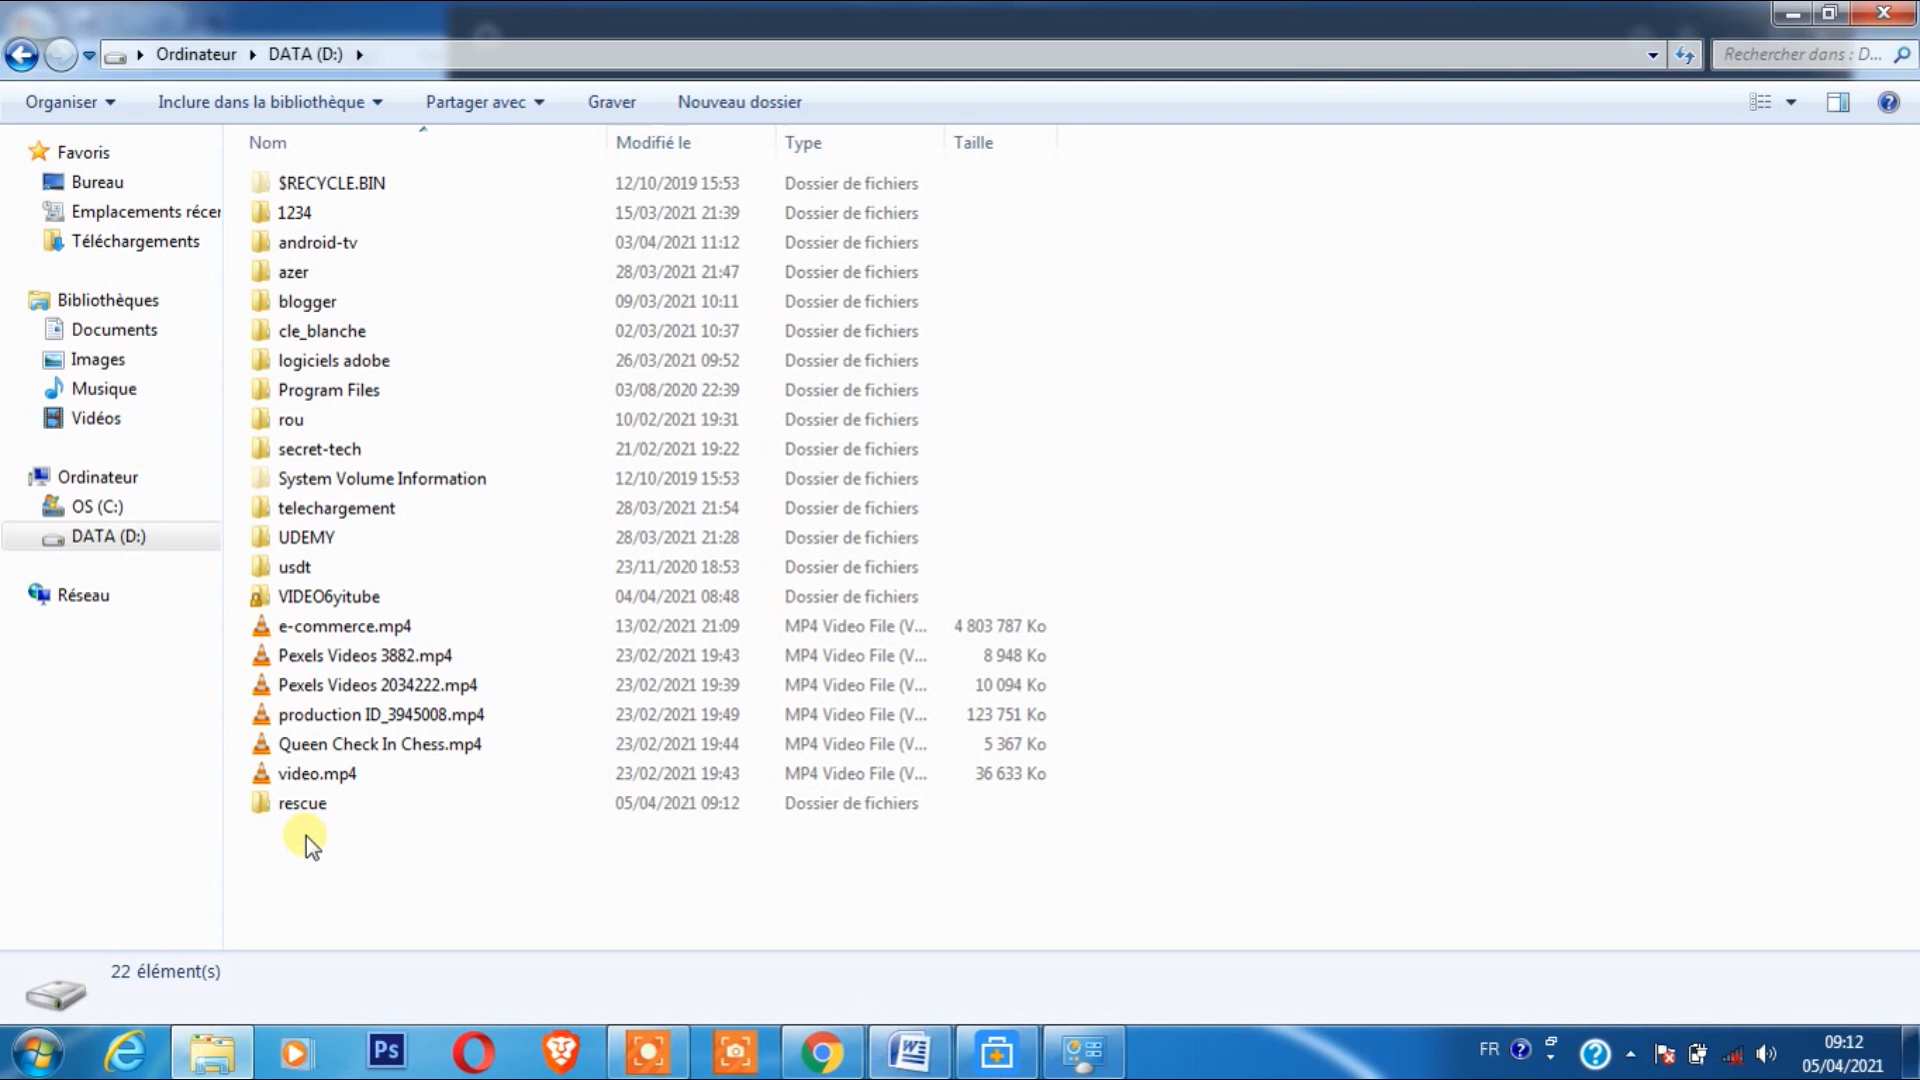 Ordinateur DATA (D:)
Rechercher dans : D...
Organiser Inclure dans la bibliothèque Partager avec Graver Nouveau dossier
Favoris
Bureau
Emplacements récer
Téléchargements
Bibliothèques
Documents
Images
Musique
Vidéos
Ordinateur
OS (C:)
DATA (D:)
Réseau
Nom Modifié le Type Taille
$RECYCLE.BIN 12/10/2019 15:53 Dossier de fichiers
1234 15/03/2021 21:39 Dossier de fichiers
android-tv 03/04/2021 11:12 Dossier de fichiers
azer 28/03/2021 21:47 Dossier de fichiers
blogger 09/03/2021 10:11 Dossier de fichiers
cle_blanche 02/03/2021 10:37 Dossier de fichiers
logiciels adobe 26/03/2021 09:52 Dossier de fichiers
Program Files 03/08/2020 22:39 Dossier de fichiers
rou 10/02/2021 19:31 Dossier de fichiers
secret-tech 21/02/2021 19:22 Dossier de fichiers
System Volume Information 12/10/2019 15:53 Dossier de fichiers
telechargement 28/03/2021 21:54 Dossier de fichiers
UDEMY 28/03/2021 21:28 Dossier de fichiers
usdt 23/11/2020 18:53 Dossier de fichiers
VIDEO6yitube 04/04/2021 08:48 Dossier de fichiers
e-commerce.mp4 13/02/2021 21:09 MP4 Video File (V... 4 803 787 Ko
Pexels Videos 3882.mp4 23/02/2021 19:43 MP4 Video File (V... 8 948 Ko
Pexels Videos 2034222.mp4 23/02/2021 19:39 MP4 Video File (V... 10 094 Ko
production ID_3945008.mp4 23/02/2021 19:49 MP4 Video File (V... 123 751 Ko
Queen Check In Chess.mp4 23/02/2021 19:44 MP4 Video File (V... 5 367 Ko
video.mp4 23/02/2021 19:43 MP4 Video File (V... 36 633 Ko
rescue 05/04/2021 09:12 Dossier de fichiers
22 élément(s)
Ps
FR
09:12
05/04/2021